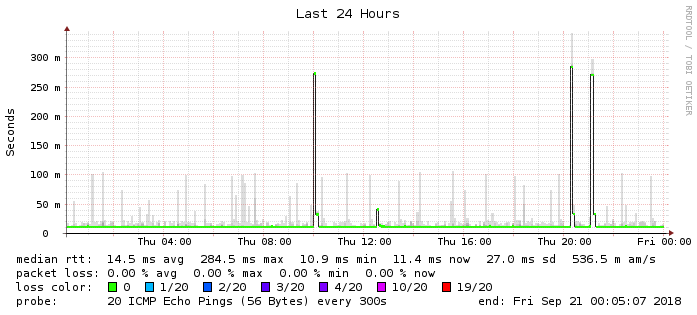 Last 24 Hours
RRDTOOL / TOBI OETIKER
Seconds
300 m
250 m
200 m
150 m
100 m
50 m
0
Thu 04:00 Thu 08:00 Thu 12:00 Thu 16:00 Thu 20:00 Fri 00:00
median rtt: 14.5 ms avg 284.5 ms max 10.9 ms min 11.4 ms now 27.0 ms sd 536.5 m am/s
packet loss: 0.00 % avg 0.00 % max 0.00 % min 0.00 % now
loss color: 0 1/20 2/20 3/20 4/20 10/20 19/20
probe: 20 ICMP Echo Pings (56 Bytes) every 300s end: Fri Sep 21 00:05:07 2018